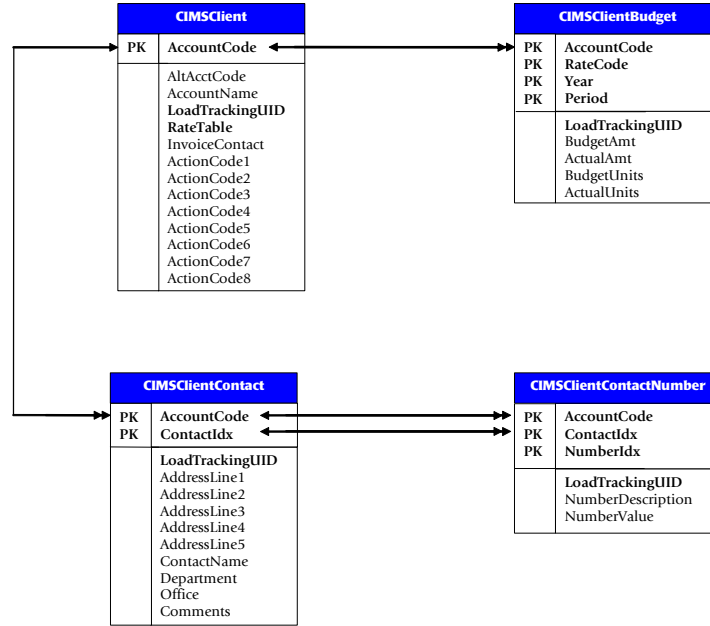 CIMSClient
PK AccountCode
AltAcctCode
AccountName
LoadTrackingUID
RateTable
InvoiceContact
ActionCode1
ActionCode2
ActionCode3
ActionCode4
ActionCode5
ActionCode6
ActionCode7
ActionCode8
CIMSClientBudget
PK AccountCode
PK RateCode
PK Year
PK Period
LoadTrackingUID
BudgetAmt
ActualAmt
BudgetUnits
ActualUnits
CIMSClientContact
PK AccountCode
PK ContactIdx
LoadTrackingUID
AddressLine1
AddressLine2
AddressLine3
AddressLine4
AddressLine5
ContactName
Department
Office
Comments
CIMSClientContactNumber
PK AccountCode
PK ContactIdx
PK NumberIdx
LoadTrackingUID
NumberDescription
NumberValue